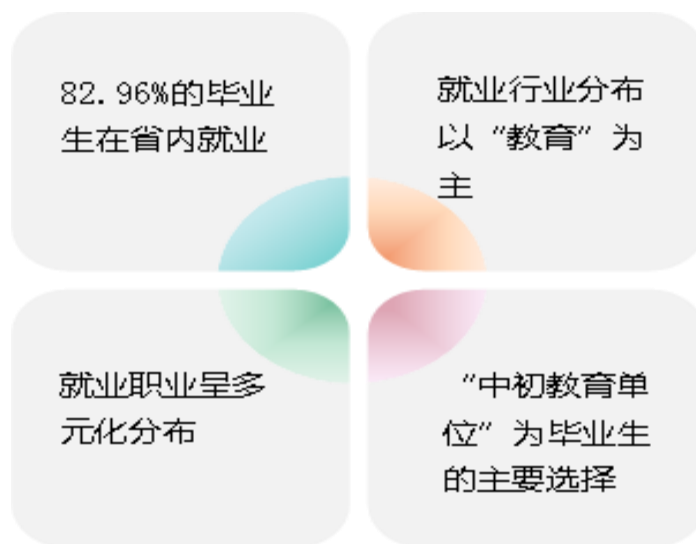 82.96%的毕业
生在省内就业
就业行业分布
以“教育”为
主
就业职业呈多
元化分布
“中初教育单
位”为毕业生
的主要选择